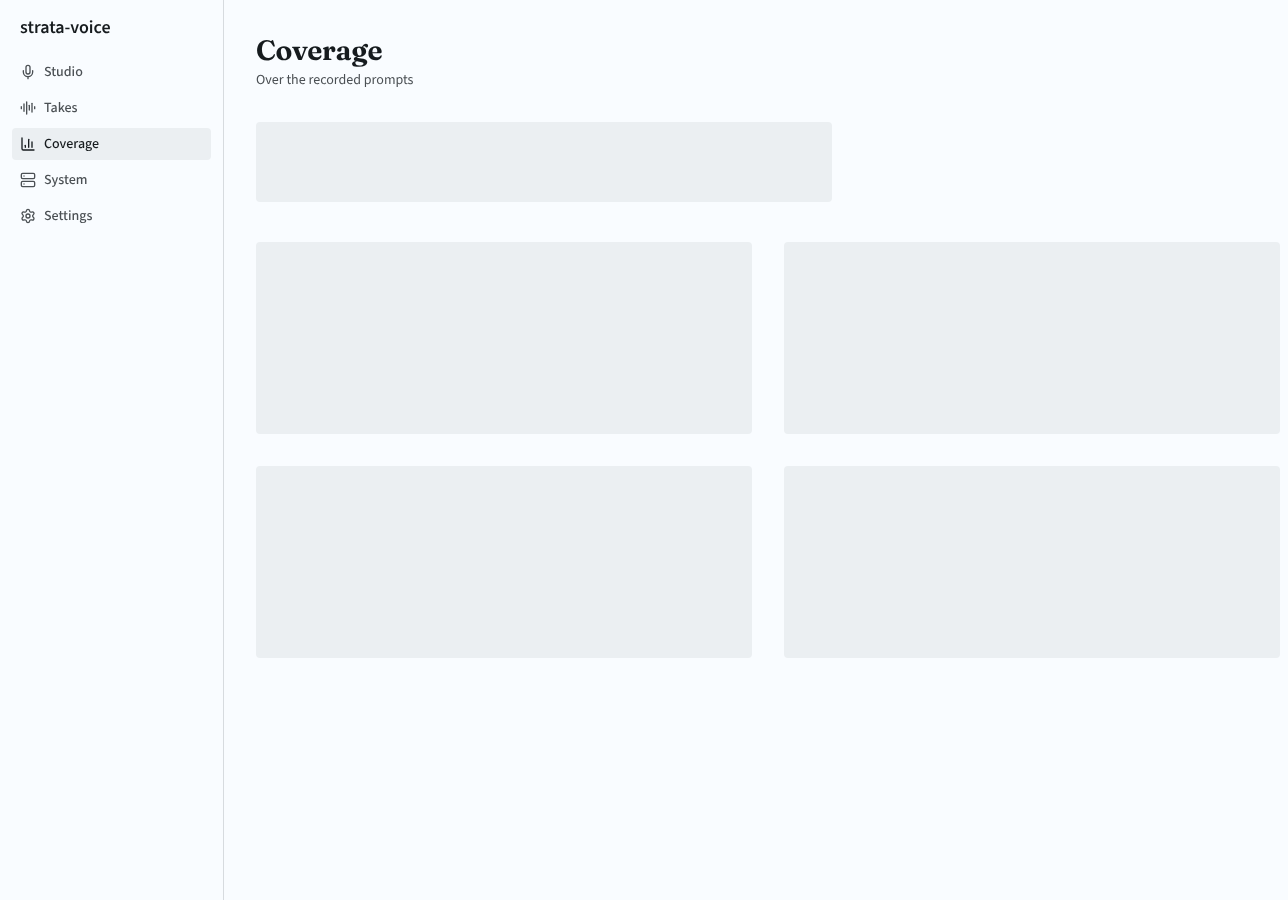 strata-voice
Studio
Takes
Coverage
System
Settings
Coverage
Over the recorded prompts